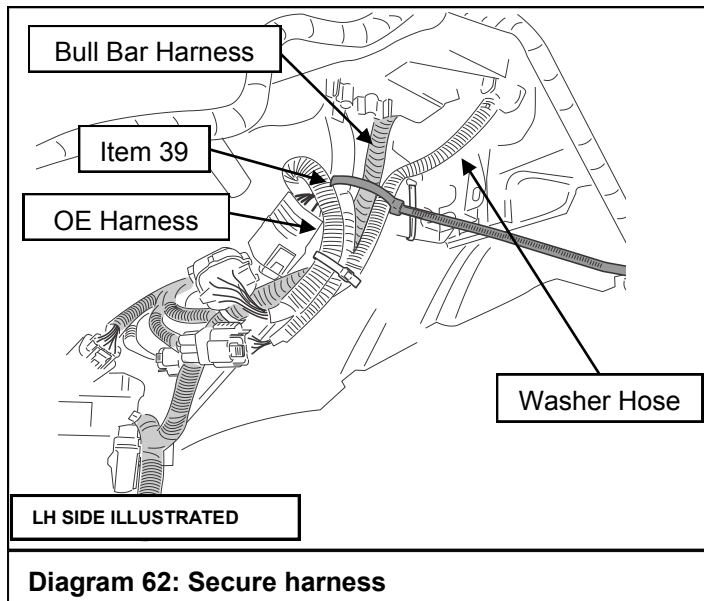 Bull Bar Harness
Item 39
OE Harness
Washer Hose
LH SIDE ILLUSTRATED
Diagram 62: Secure harness